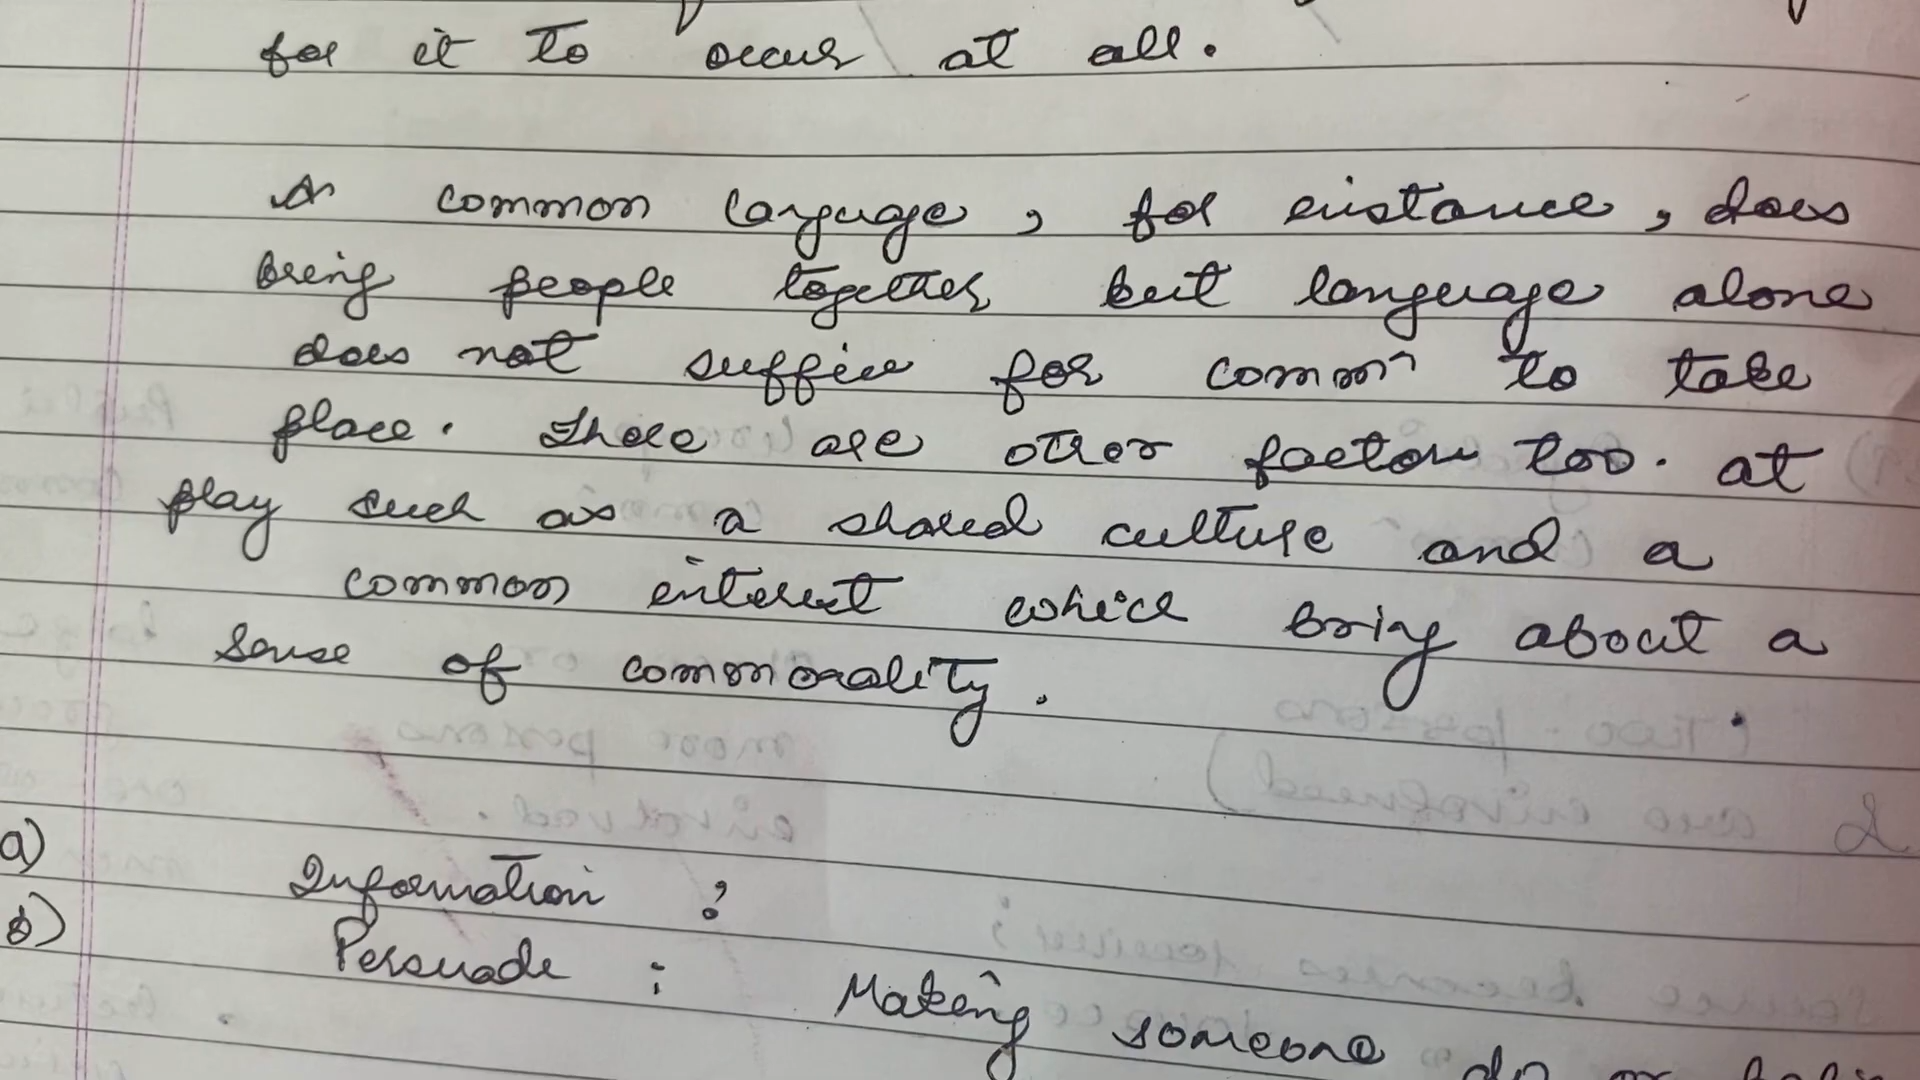 for it to occur at all.
A common language, for instance, does
bring people together but language alone
does not suffice for commⁿ to take
place. There are other factors too. at
play such as a shared culture and a
common interest which bring about a
sense of commonality.
a) Information :
b) Persuade : Making someone do or